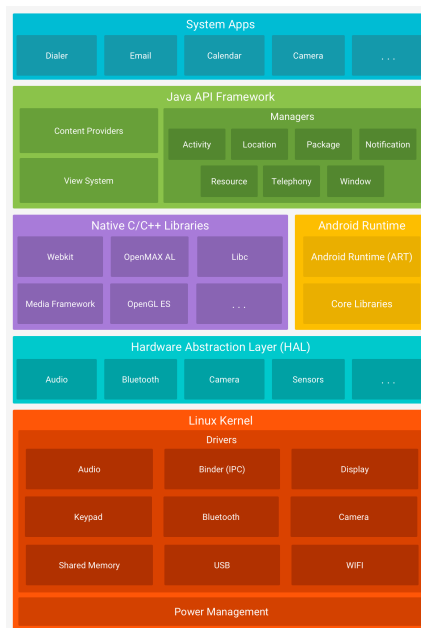 System Apps
Dialer Email Calendar Camera . . .
Java API Framework
Content Providers
View System
Managers
Activity Location Package Notification
Resource Telephony Window
Native C/C++ Libraries
Webkit OpenMAX AL Libc
Media Framework OpenGL ES . . .
Android Runtime
Android Runtime (ART)
Core Libraries
Hardware Abstraction Layer (HAL)
Audio Bluetooth Camera Sensors . . .
Linux Kernel
Drivers
Audio Binder (IPC) Display
Keypad Bluetooth Camera
Shared Memory USB WIFI
Power Management